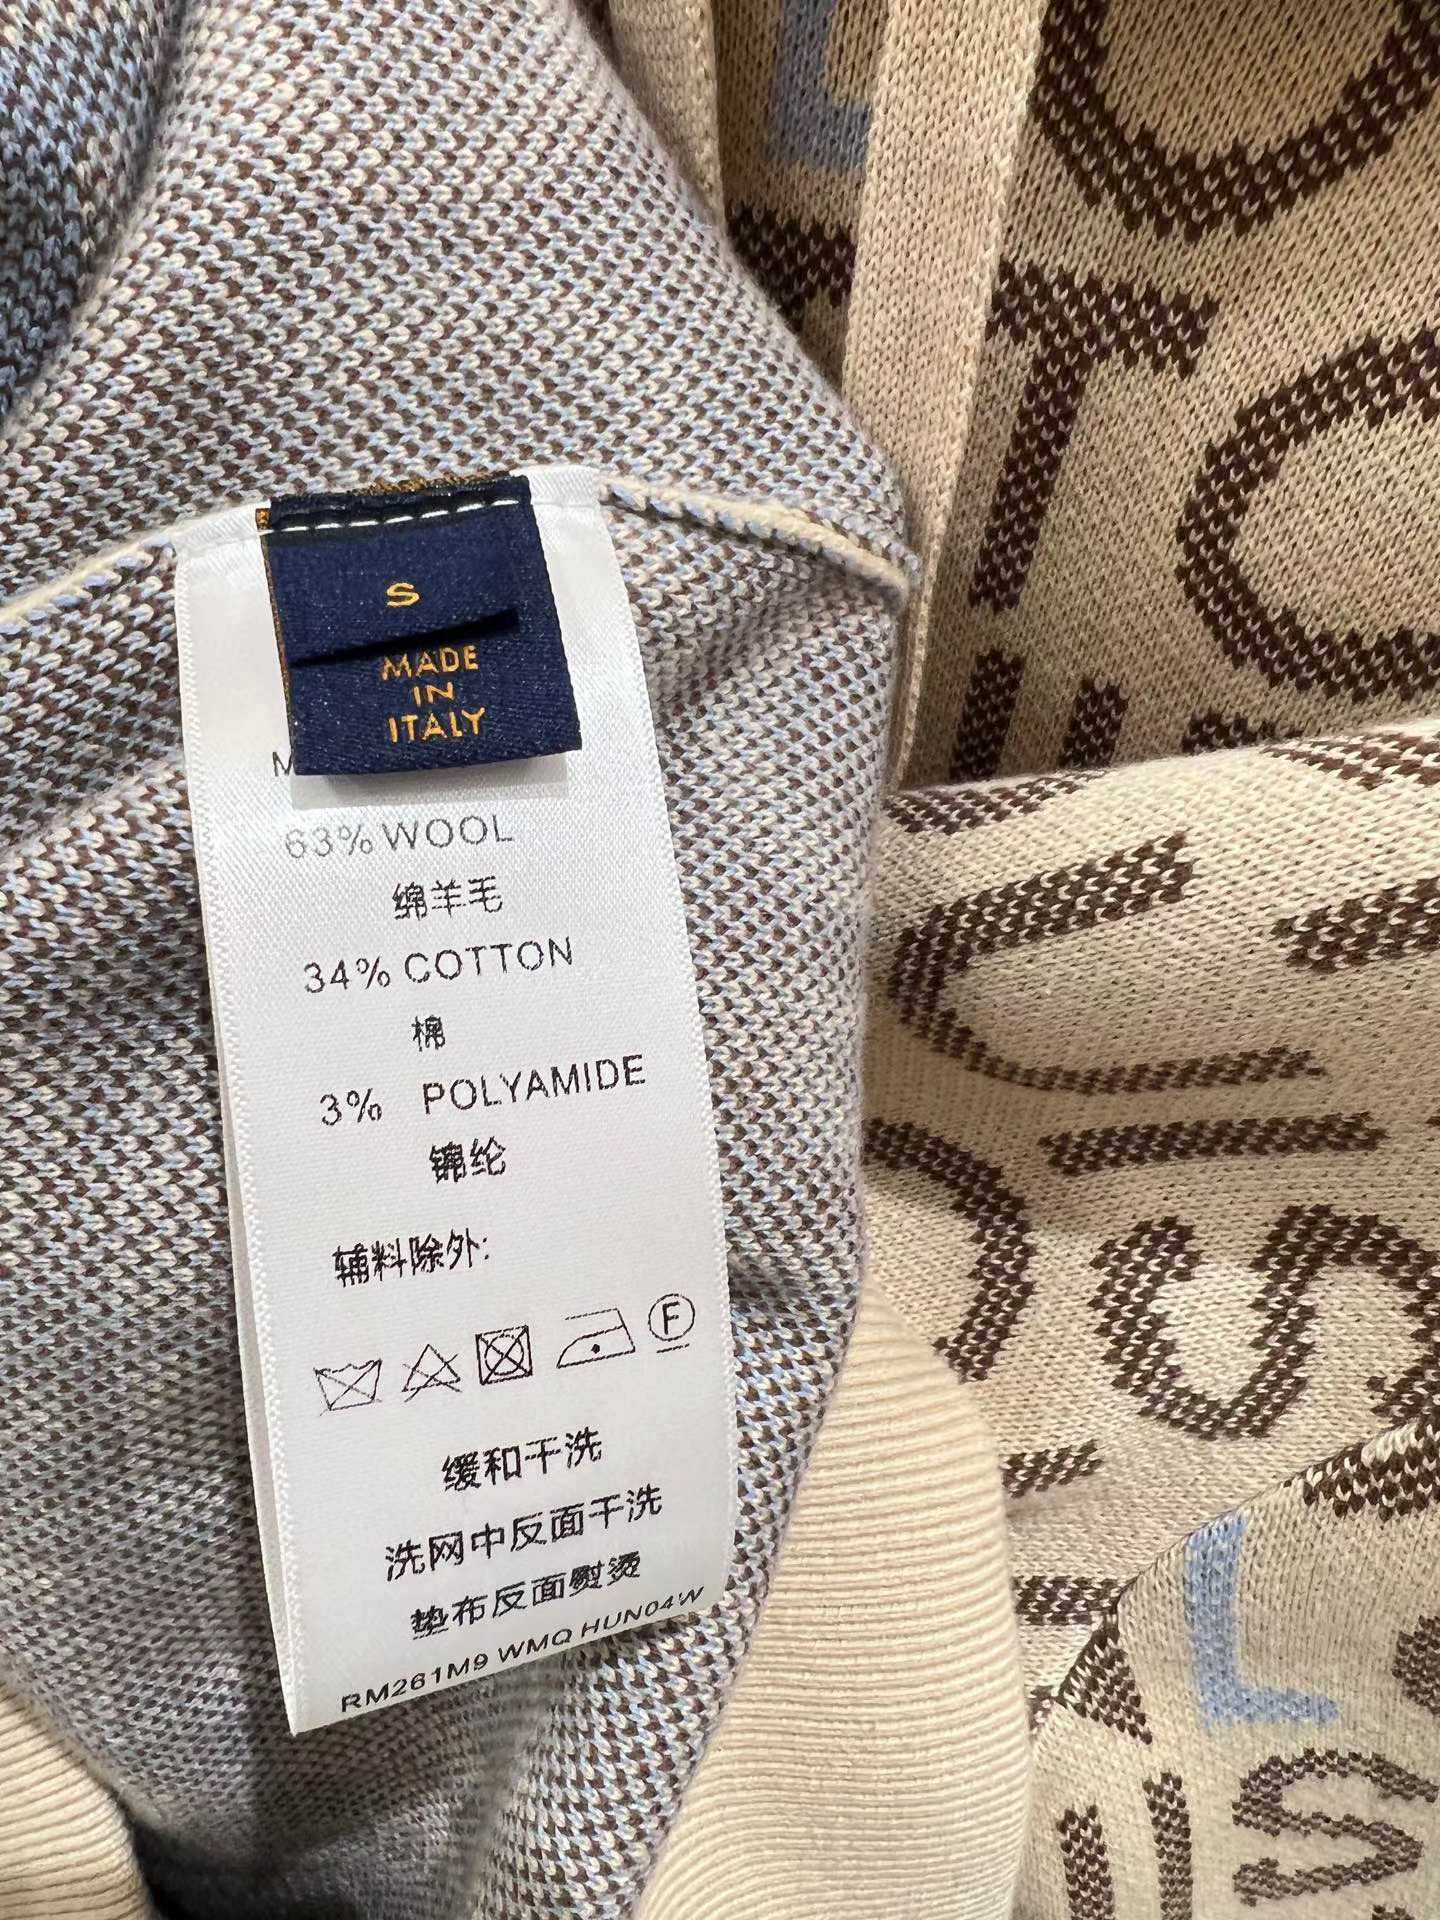 S
MADE
IN
ITALY
63% WOOL
绵羊毛
34% COTTON
棉
3% POLYAMIDE
锦纶
辅料除外:
F
缓和干洗
洗网中反面干洗
垫布反面熨烫
RM261M9 WMQ HUN04W
L